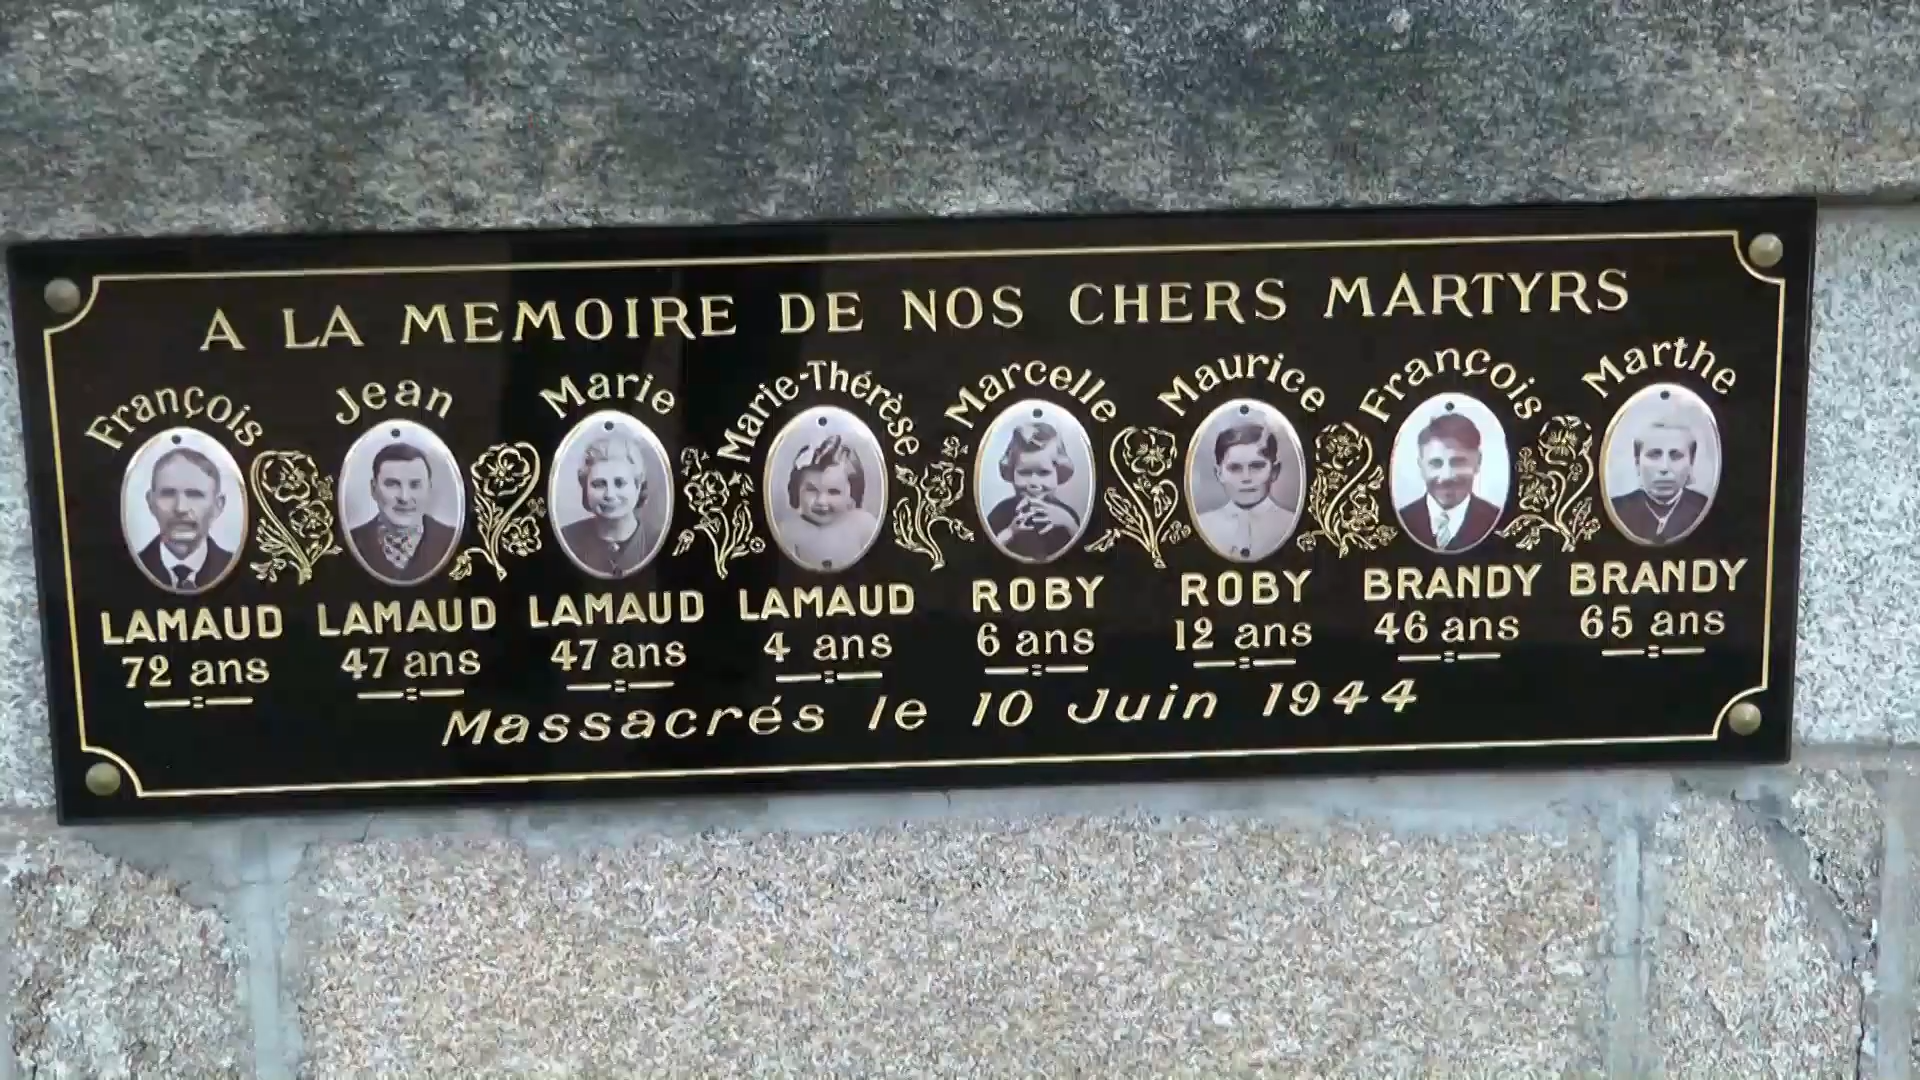 A LA MEMOIRE DE NOS CHERS MARTYRS
François Jean Marie Marie-Thérèse Marcelle Maurice François Marthe
LAMAUD LAMAUD LAMAUD LAMAUD ROBY ROBY BRANDY BRANDY
72 ans 47 ans 47 ans 4 ans 6 ans 12 ans 46 ans 65 ans
Massacrés le 10 Juin 1944